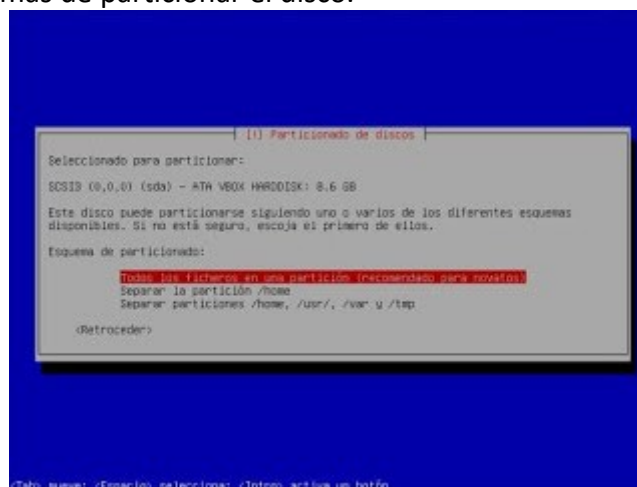 mas de particionar el disco.
[!] Particionado de discos
Seleccionado para particionar:
SCSI3 (0,0,0) (sda) - ATA VBOX HARDDISK: 8.6 GB
Este disco puede particionarse siguiendo uno o varios de los diferentes esquemas
disponibles. Si no está seguro, escoja el primero de ellos.
Esquema de particionado:
Todos los ficheros en una partición (recomendado para novatos)
Separar la partición /home
Separar particiones /home, /usr/, /var y /tmp
<Retroceder>
<Tab> mueve; <Espacio> selecciona; <Intro> activa un botón